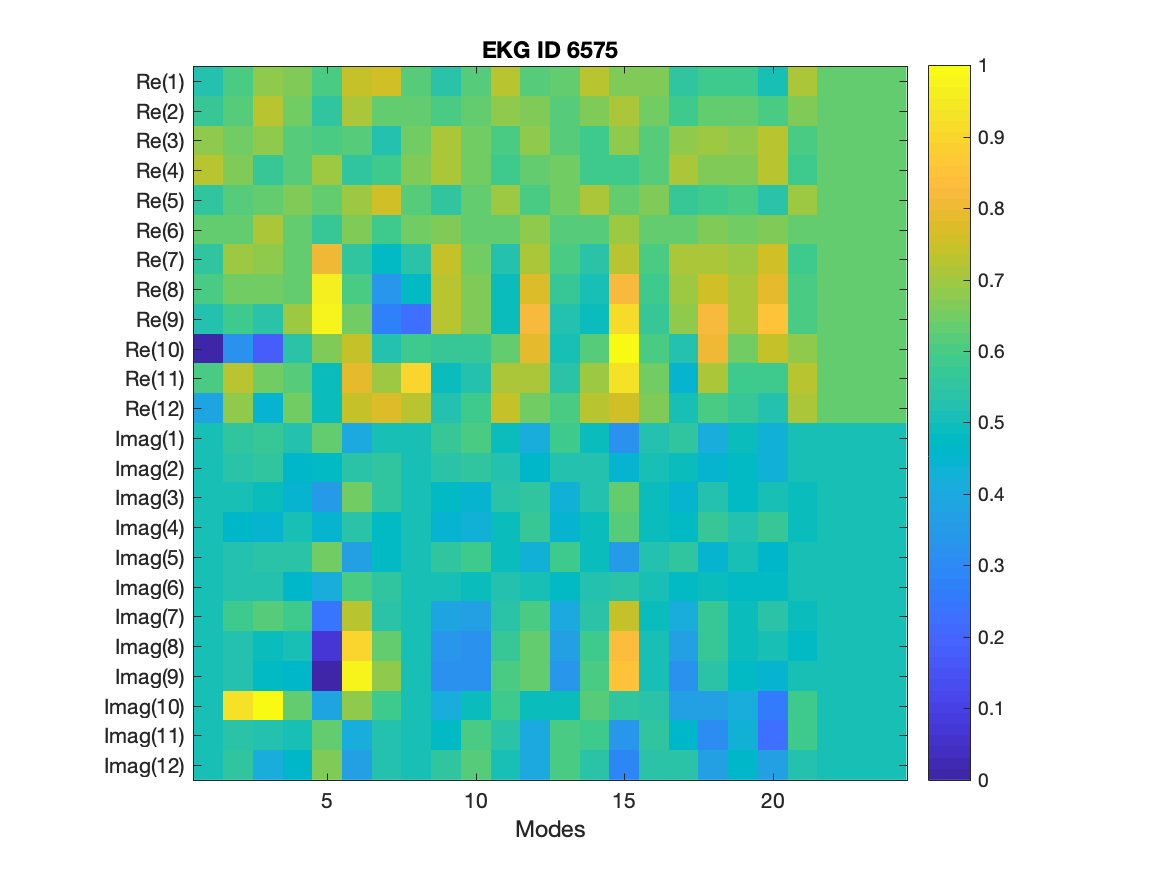 EKG ID 6575
Re(1)
Re(2)
Re(3)
Re(4)
Re(5)
Re(6)
Re(7)
Re(8)
Re(9)
Re(10)
Re(11)
Re(12)
Imag(1)
Imag(2)
Imag(3)
Imag(4)
Imag(5)
Imag(6)
Imag(7)
Imag(8)
Imag(9)
Imag(10)
Imag(11)
Imag(12)
5 10 15 20
Modes
1
0.9
0.8
0.7
0.6
0.5
0.4
0.3
0.2
0.1
0